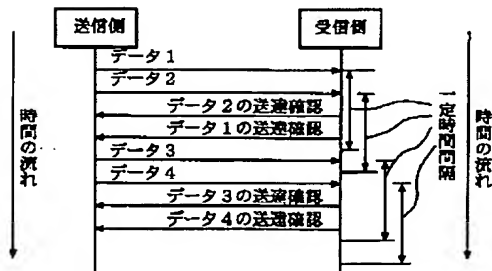 送信側
受信側
データ1
データ2
データ2の送達確認
データ1の送達確認
データ3
データ4
データ3の送達確認
データ4の送達確認
時間の流れ
一定時間間隔
時間の流れ